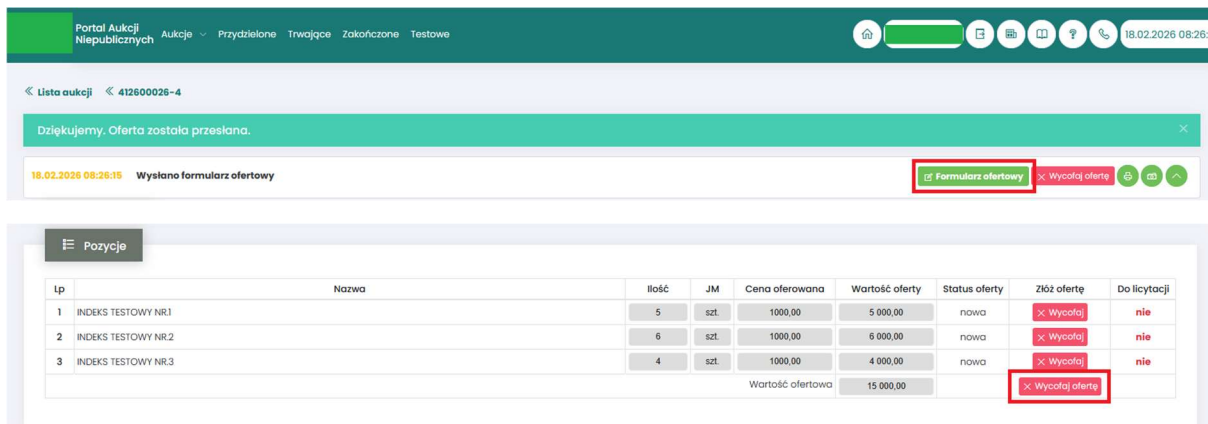 Portal Aukcji
Niepublicznych
Aukcje Przydzielone Trwające Zakończone Testowe
18.02.2026 08:26:
Lista aukcji 412600026-4
Dziękujemy. Oferta została przesłana.
18.02.2026 08:26:15 Wysłano formularz ofertowy Formularz ofertowy Wycofaj ofertę
Pozycje
Lp Nazwa Ilość JM Cena oferowana Wartość oferty Status oferty Złóż ofertę Do licytacji
1 INDEKS TESTOWY NR.1 5 szt. 1000,00 5 000,00 nowa Wycofaj nie
2 INDEKS TESTOWY NR.2 6 szt. 1000,00 6 000,00 nowa Wycofaj nie
3 INDEKS TESTOWY NR.3 4 szt. 1000,00 4 000,00 nowa Wycofaj nie
Wartość ofertowa 15 000,00 Wycofaj ofertę